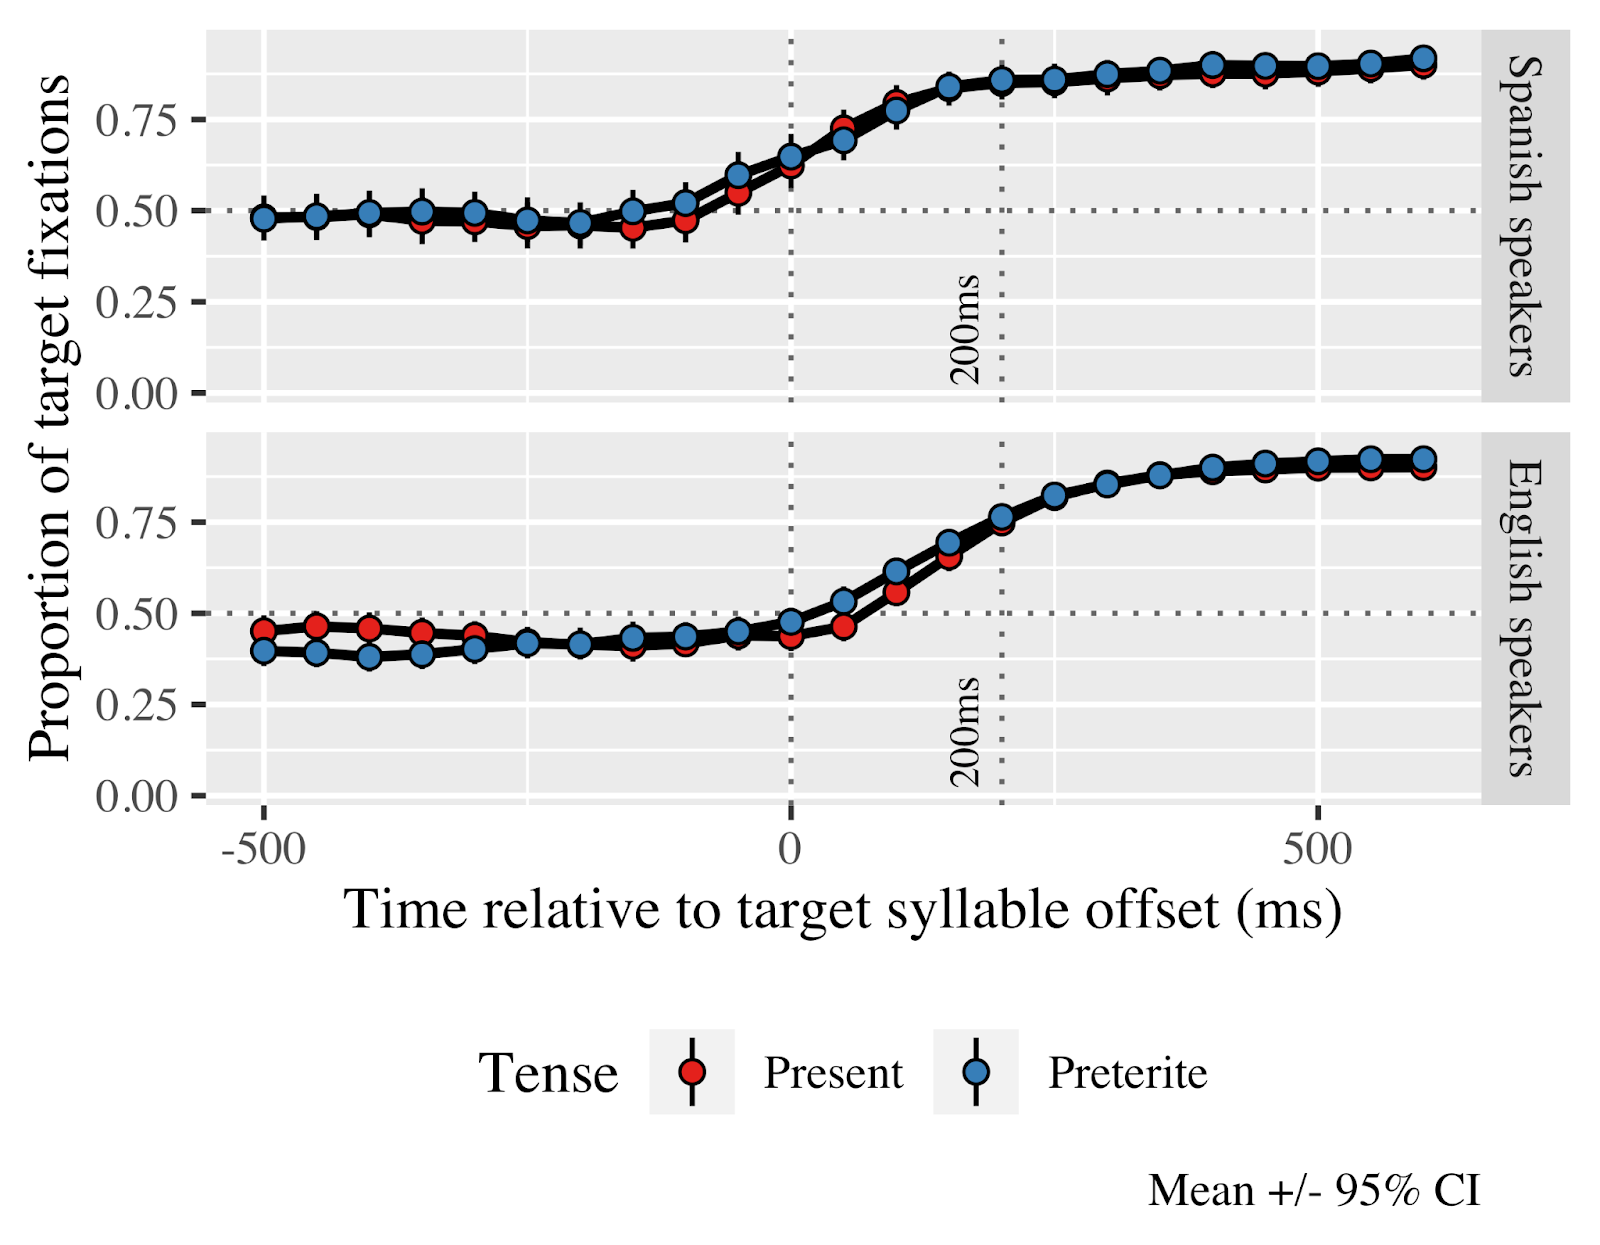 Proportion of target fixations
0.75
0.50
0.25
0.00
200ms
Spanish speakers
0.75
0.50
0.25
0.00
200ms
English speakers
-500
0
500
Time relative to target syllable offset (ms)
Tense
Present
Preterite
Mean +/- 95% CI